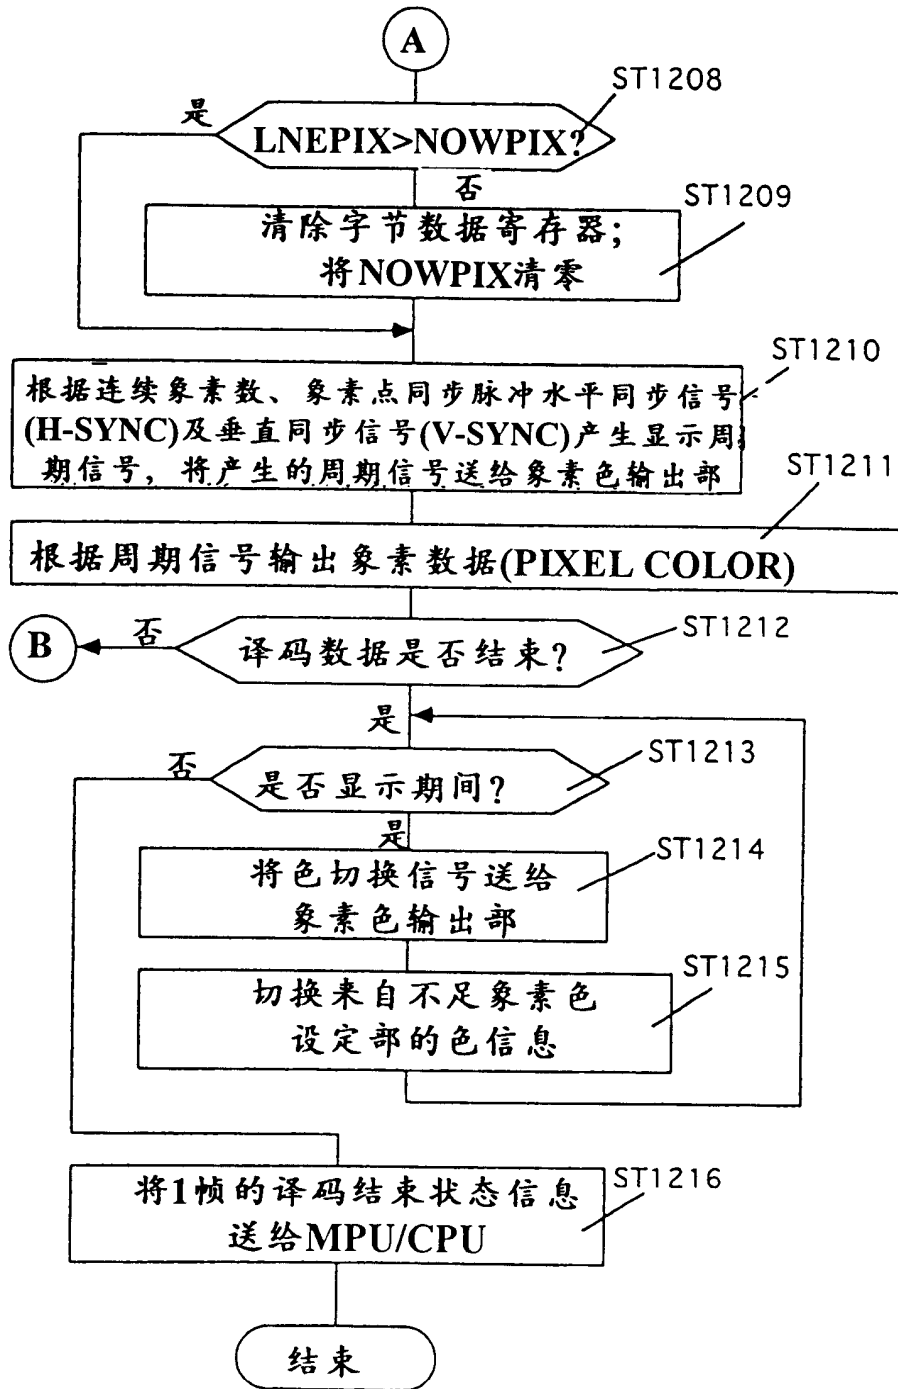 A
ST1208
是
LNEPIX>NOWPIX?
否
ST1209
清除字节数据寄存器;
将NOWPIX清零
ST1210
根据连续象素数、象素点同步脉冲水平同步信号
(H-SYNC)及垂直同步信号(V-SYNC)产生显示周
期信号，将产生的周期信号送给象素色输出部
ST1211
根据周期信号输出象素数据(PIXEL COLOR)
ST1212
B
否
译码数据是否结束?
是
ST1213
否
是否显示期间?
是
ST1214
将色切换信号送给
象素色输出部
ST1215
切换来自不足象素色
设定部的色信息
ST1216
将1帧的译码结束状态信息
送给MPU/CPU
结束